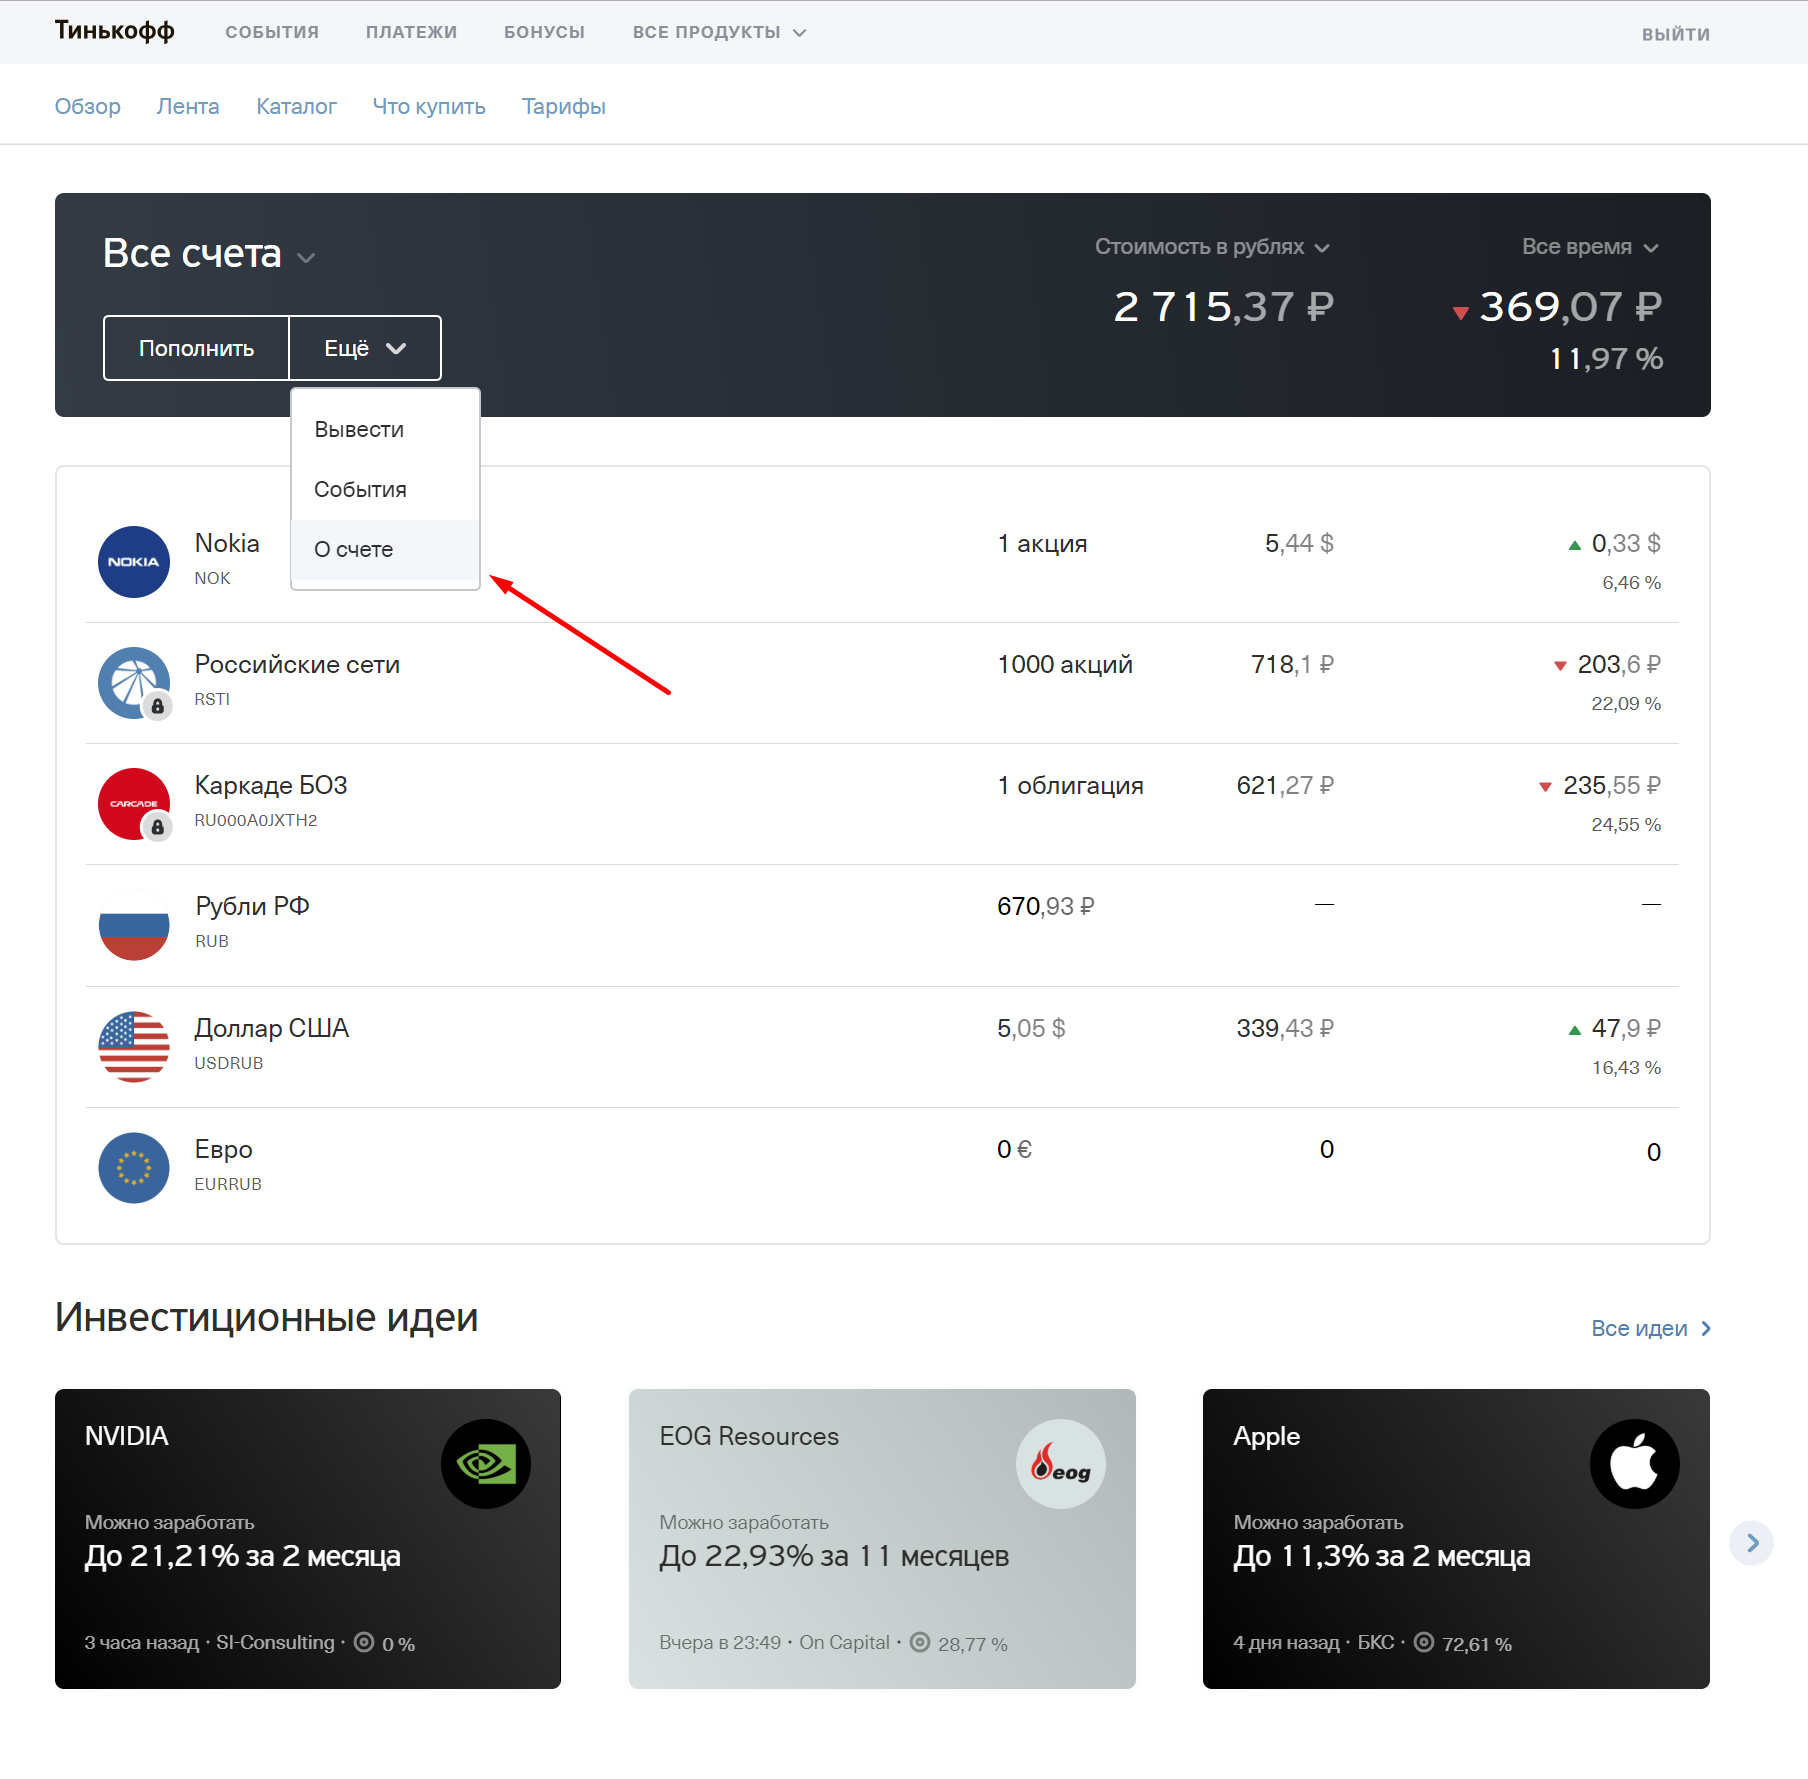 Тинькофф СОБЫТИЯ ПЛАТЕЖИ БОНУСЫ ВСЕ ПРОДУКТЫ ВЫЙТИ
Обзор Лента Каталог Что купить Тарифы
Все счета Стоимость в рублях Все время
2 715,37 ₽ 369,07 ₽
11,97 %
Пополнить Ещё
Вывести
События
О счете
NOKIA Nokia 1 акция 5,44 $ 0,33 $
NOK 6,46 %
Российские сети 1000 акций 718,1 ₽ 203,6 ₽
RSTI 22,09 %
CARCADE Каркаде БО3 1 облигация 621,27 ₽ 235,55 ₽
RU000A0JXTH2 24,55 %
Рубли РФ 670,93 ₽ — —
RUB
Доллар США 5,05 $ 339,43 ₽ 47,9 ₽
USDRUB 16,43 %
Евро 0 € 0 0
EURRUB
Инвестиционные идеи Все идеи
NVIDIA
Можно заработать
До 21,21% за 2 месяца
3 часа назад · SI-Consulting · 0 %
EOG Resources
eog
Можно заработать
До 22,93% за 11 месяцев
Вчера в 23:49 · On Capital · 28,77 %
Apple
Можно заработать
До 11,3% за 2 месяца
4 дня назад · БКС · 72,61 %